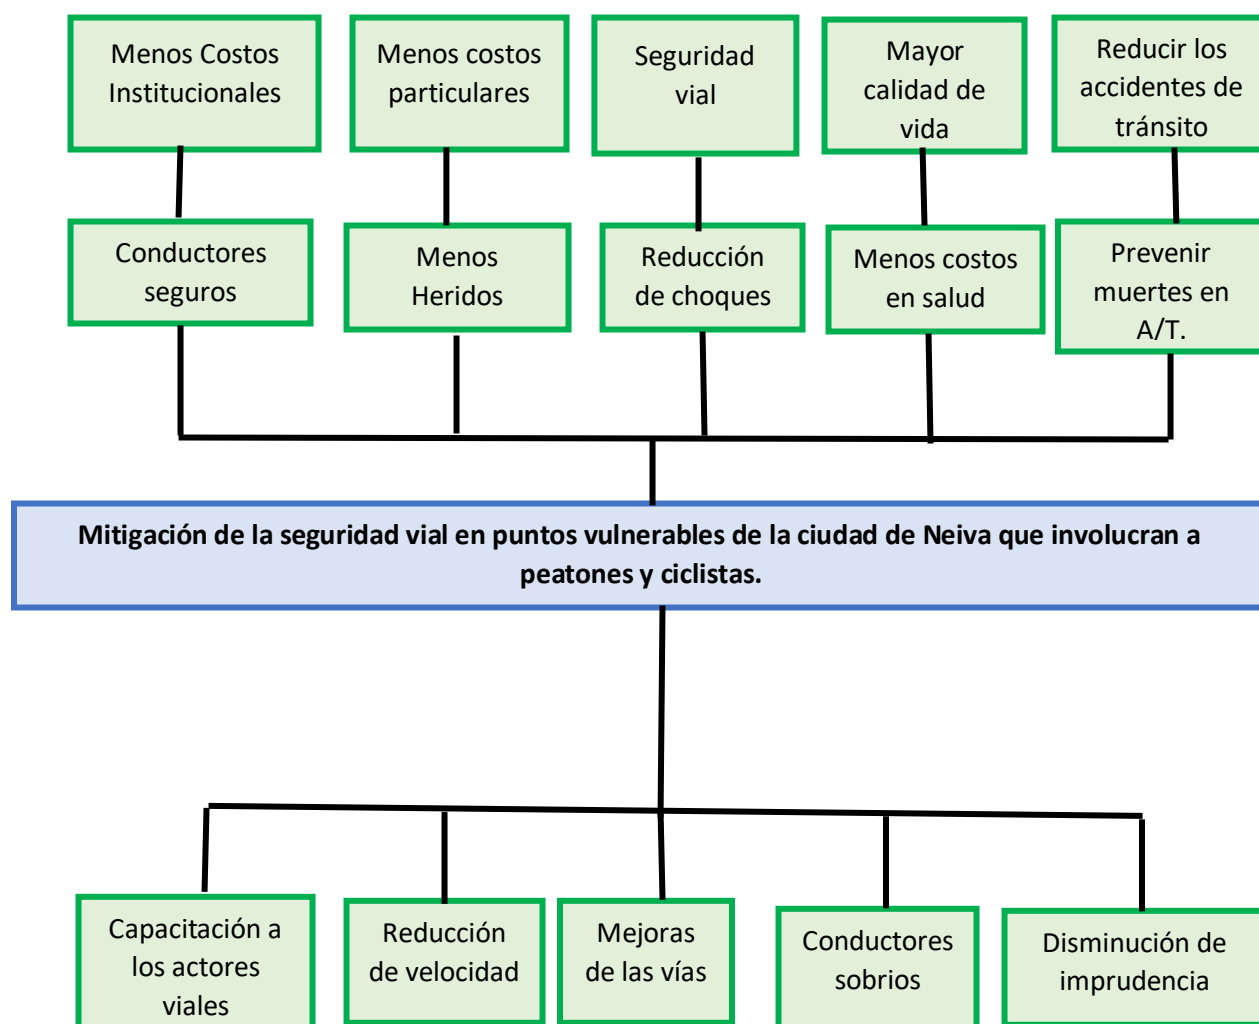 Menos Costos
Institucionales
Menos costos
particulares
Seguridad
vial
Mayor
calidad de
vida
Reducir los
accidentes de
tránsito
Conductores
seguros
Menos
Heridos
Reducción
de choques
Menos costos
en salud
Prevenir
muertes en
A/T.
Mitigación de la seguridad vial en puntos vulnerables de la ciudad de Neiva que involucran a
peatones y ciclistas.
Capacitación a
los actores
viales
Reducción
de velocidad
Mejoras
de las vías
Conductores
sobrios
Disminución de
imprudencia